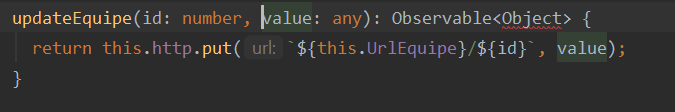 updateEquipe(id: number, value: any): Observable<Object> {
return this.http.put( url: `${this.UrlEquipe}/${id}`, value);
}